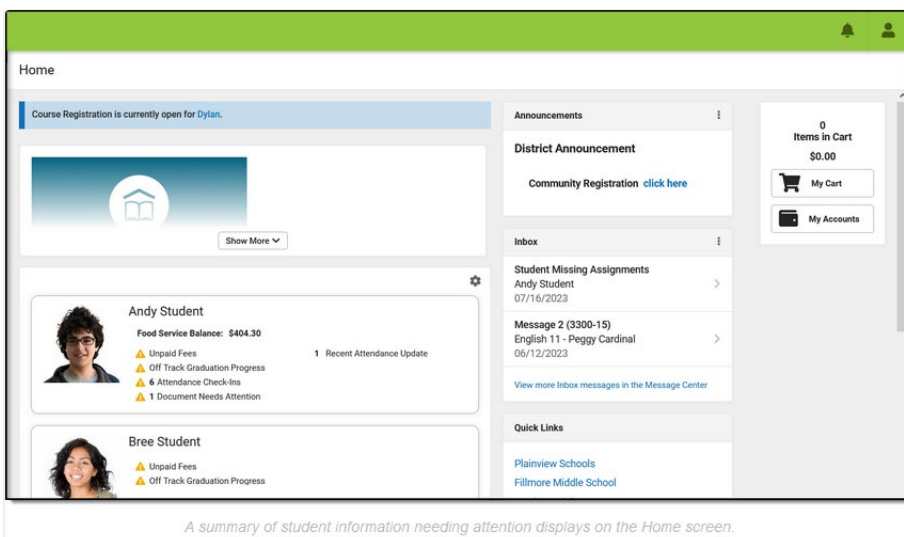 Home
Course Registration is currently open for Dylan.
Show More
Andy Student
Food Service Balance: $404.30
Unpaid Fees
1 Recent Attendance Update
Off Track Graduation Progress
6 Attendance Check-Ins
1 Document Needs Attention
Bree Student
Unpaid Fees
Off Track Graduation Progress
Announcements
District Announcement
Community Registration click here
Inbox
Student Missing Assignments
Andy Student
07/16/2023
Message 2 (3300-15)
English 11 - Peggy Cardinal
06/12/2023
View more Inbox messages in the Message Center
Quick Links
Plainview Schools
Fillmore Middle School
0
Items in Cart
$0.00
My Cart
My Accounts
A summary of student information needing attention displays on the Home screen.